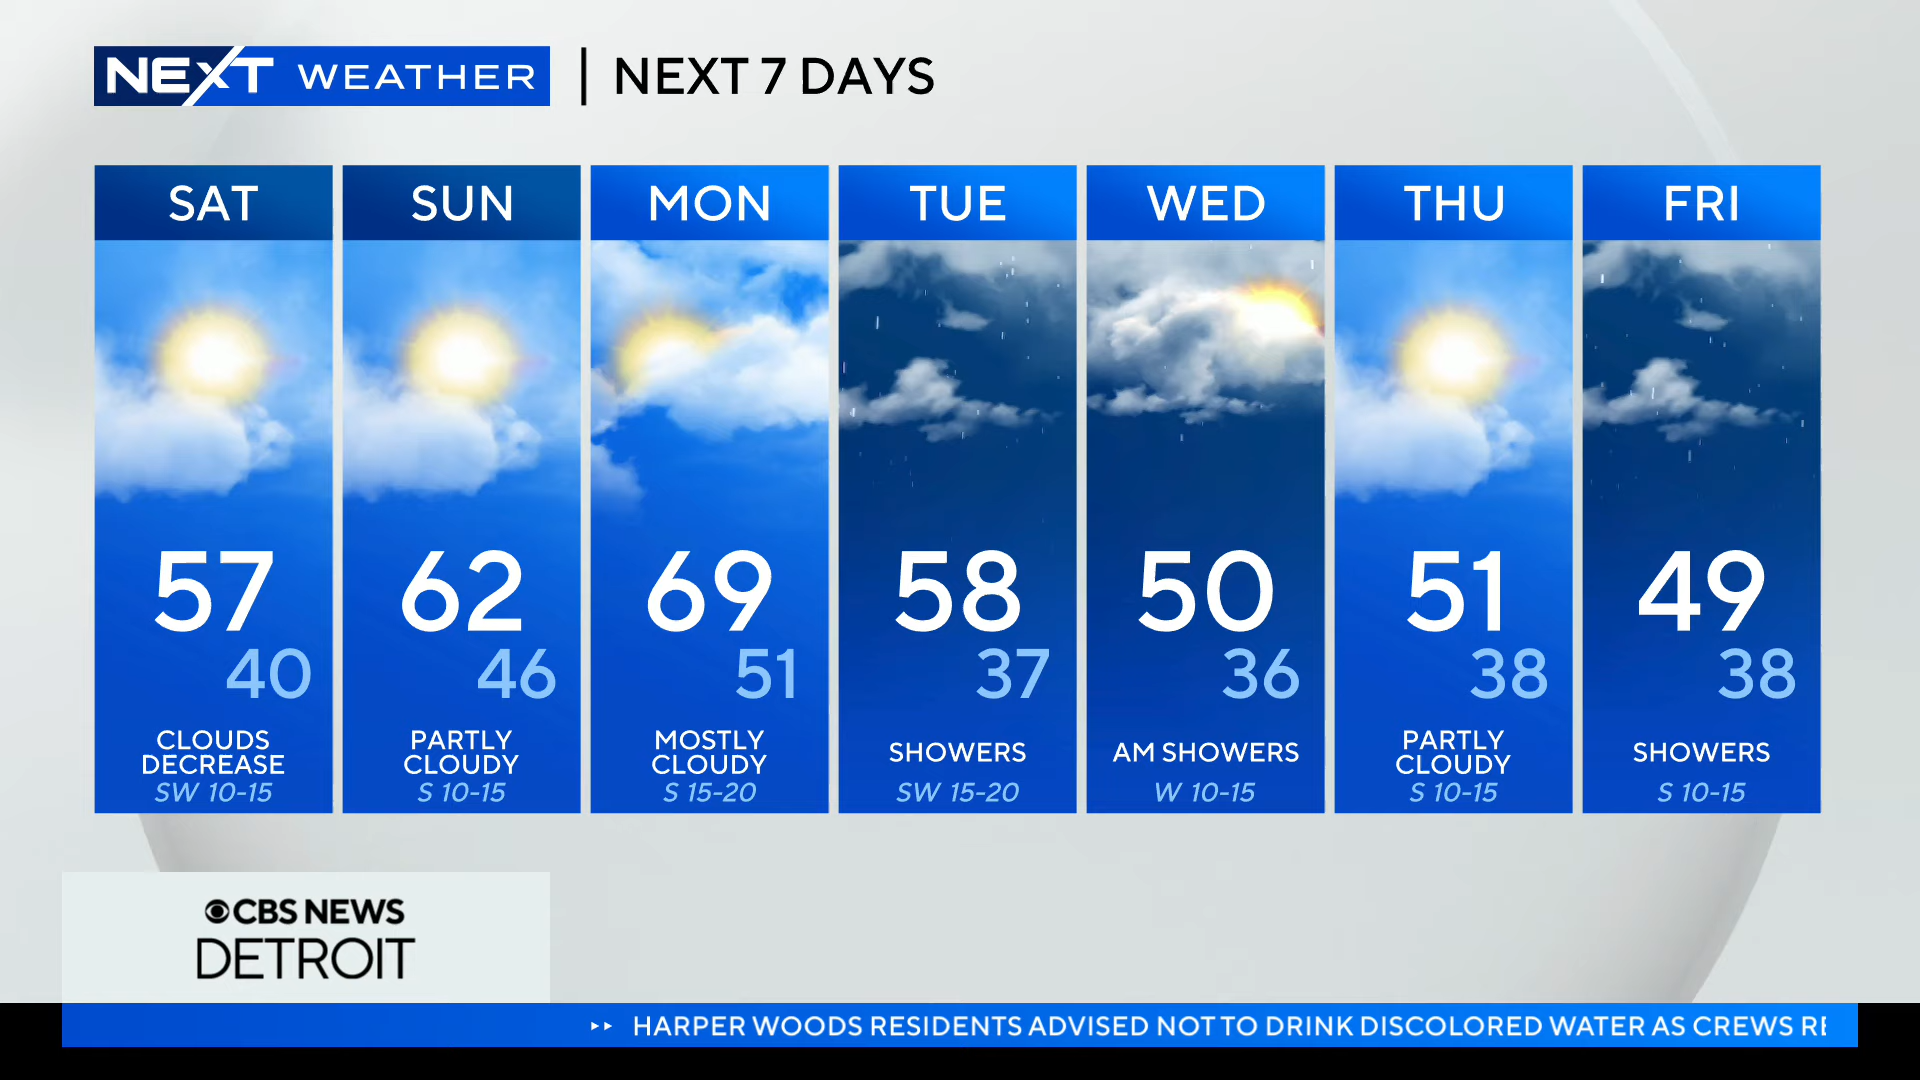 NEXT WEATHER | NEXT 7 DAYS
SAT
57
40
CLOUDS
DECREASE
SW 10-15
SUN
62
46
PARTLY
CLOUDY
S 10-15
MON
69
51
MOSTLY
CLOUDY
S 15-20
TUE
58
37
SHOWERS
SW 15-20
WED
50
36
AM SHOWERS
W 10-15
THU
51
38
PARTLY
CLOUDY
S 10-15
FRI
49
38
SHOWERS
S 10-15
CBS NEWS
DETROIT
HARPER WOODS RESIDENTS ADVISED NOT TO DRINK DISCOLORED WATER AS CREWS